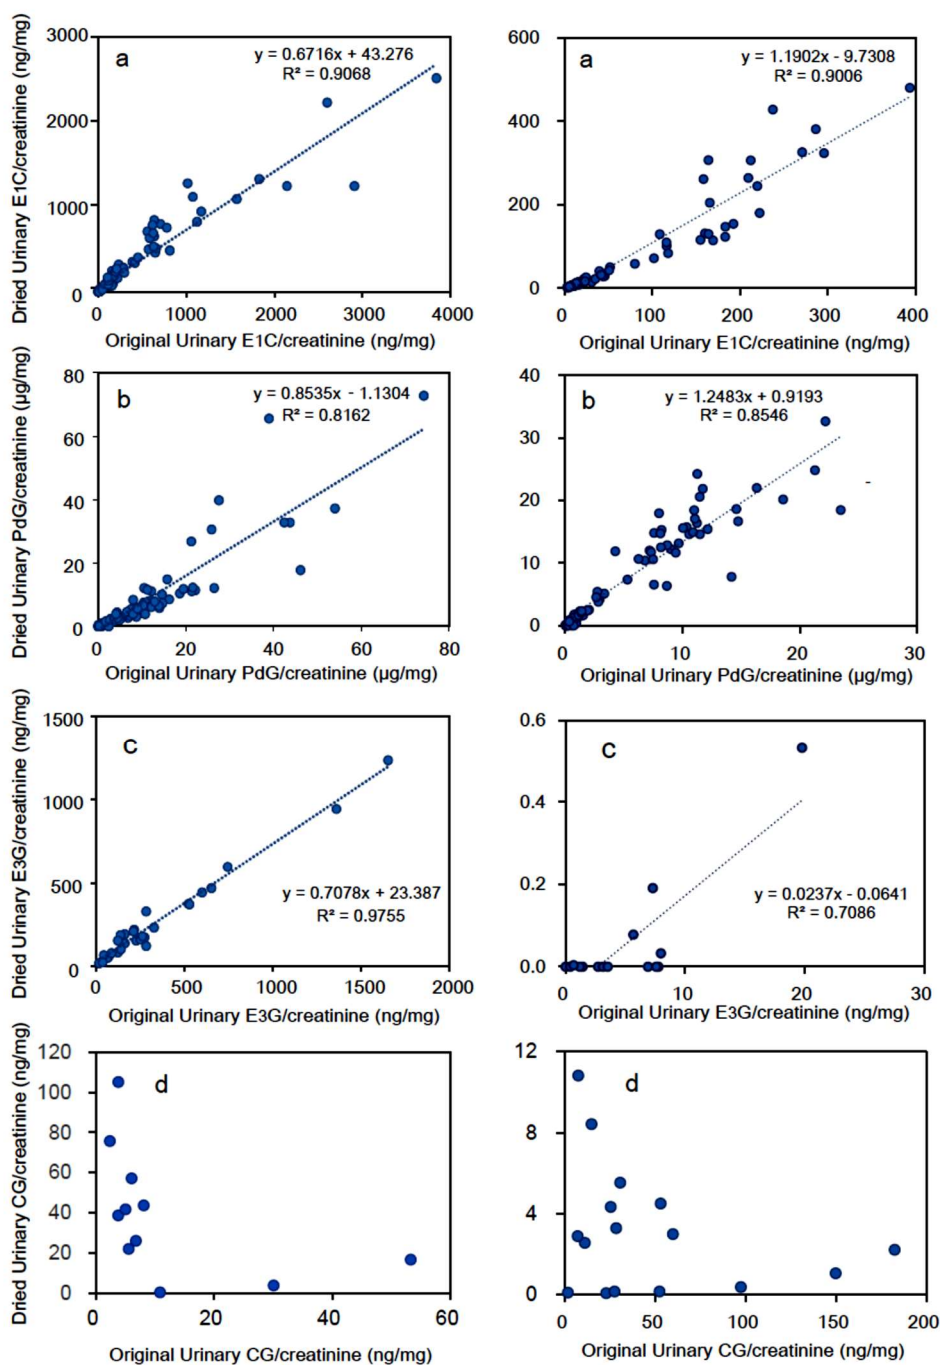 Dried Urinary E1C/creatinine (ng/mg)
3000
2000
1000
0
a
y = 0.6716x + 43.276
R² = 0.9068
0
1000
2000
3000
4000
Original Urinary E1C/creatinine (ng/mg)
600
400
200
0
a
y = 1.1902x - 9.7308
R² = 0.9006
0
100
200
300
400
Original Urinary E1C/creatinine (ng/mg)
Dried Urinary PdG/creatinine (µg/mg)
80
60
40
20
0
b
y = 0.8535x - 1.1304
R² = 0.8162
0
20
40
60
80
Original Urinary PdG/creatinine (µg/mg)
40
30
20
10
0
b
y = 1.2483x + 0.9193
R² = 0.8546
0
10
20
30
Original Urinary PdG/creatinine (µg/mg)
Dried Urinary E3G/creatinine (ng/mg)
1500
1000
500
0
c
y = 0.7078x + 23.387
R² = 0.9755
0
500
1000
1500
2000
Original Urinary E3G/creatinine (ng/mg)
0.6
0.4
0.2
0.0
c
y = 0.0237x - 0.0641
R² = 0.7086
0
10
20
30
Original Urinary E3G/creatinine (ng/mg)
Dried Urinary CG/creatinine (ng/mg)
120
100
80
60
40
20
0
d
0
20
40
60
Original Urinary CG/creatinine (ng/mg)
12
8
4
0
d
0
50
100
150
200
Original Urinary CG/creatinine (ng/mg)